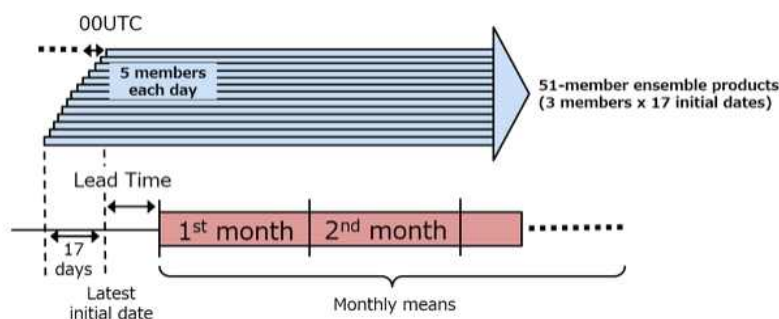 00UTC
5 members
each day
51-member ensemble products
(3 members x 17 initial dates)
Lead Time
1st month
2nd month
17
days
Latest
initial date
Monthly means